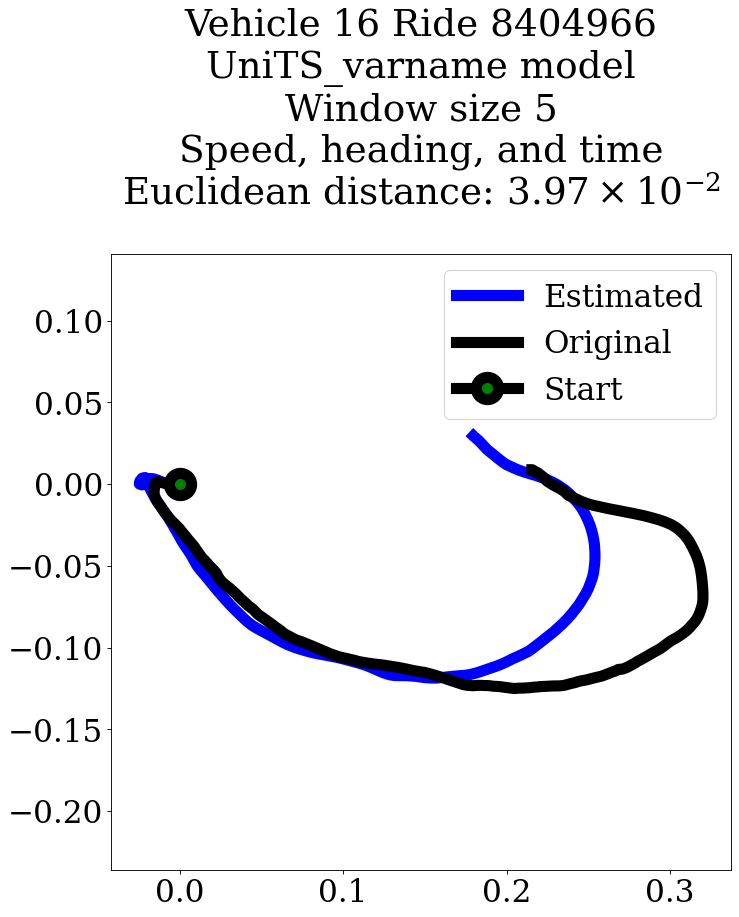 Vehicle 16 Ride 8404966
UniTS_varname model
Window size 5
Speed, heading, and time
Euclidean distance: 3.97 × 10⁻²
Estimated
Original
Start
0.10
0.05
0.00
−0.05
−0.10
−0.15
−0.20
0.0 0.1 0.2 0.3